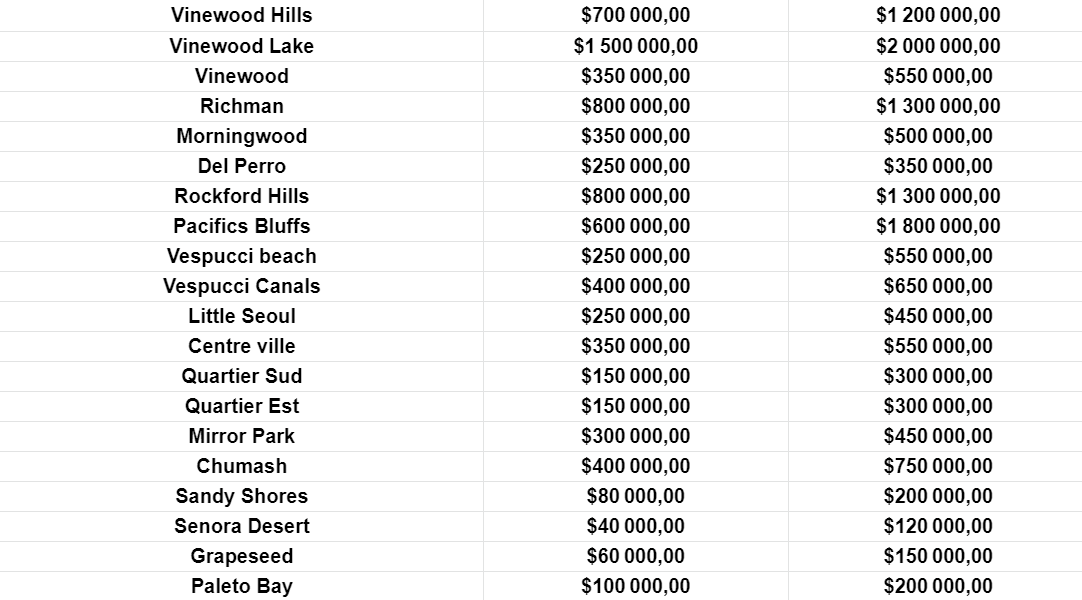 Vinewood Hills $700 000,00 $1 200 000,00
Vinewood Lake $1 500 000,00 $2 000 000,00
Vinewood $350 000,00 $550 000,00
Richman $800 000,00 $1 300 000,00
Morningwood $350 000,00 $500 000,00
Del Perro $250 000,00 $350 000,00
Rockford Hills $800 000,00 $1 300 000,00
Pacifics Bluffs $600 000,00 $1 800 000,00
Vespucci beach $250 000,00 $550 000,00
Vespucci Canals $400 000,00 $650 000,00
Little Seoul $250 000,00 $450 000,00
Centre ville $350 000,00 $550 000,00
Quartier Sud $150 000,00 $300 000,00
Quartier Est $150 000,00 $300 000,00
Mirror Park $300 000,00 $450 000,00
Chumash $400 000,00 $750 000,00
Sandy Shores $80 000,00 $200 000,00
Senora Desert $40 000,00 $120 000,00
Grapeseed $60 000,00 $150 000,00
Paleto Bay $100 000,00 $200 000,00